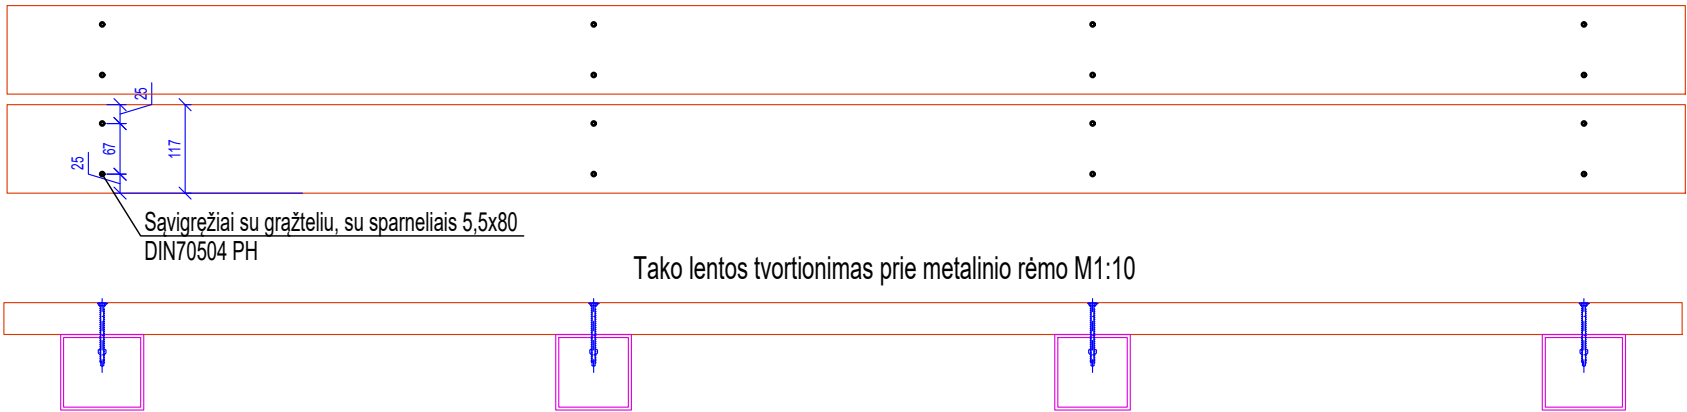 25
67
117
25
Sąvigręžiai su grąžteliu, su sparneliais 5,5x80
DIN70504 PH
Tako lentos tvortionimas prie metalinio rėmo M1:10